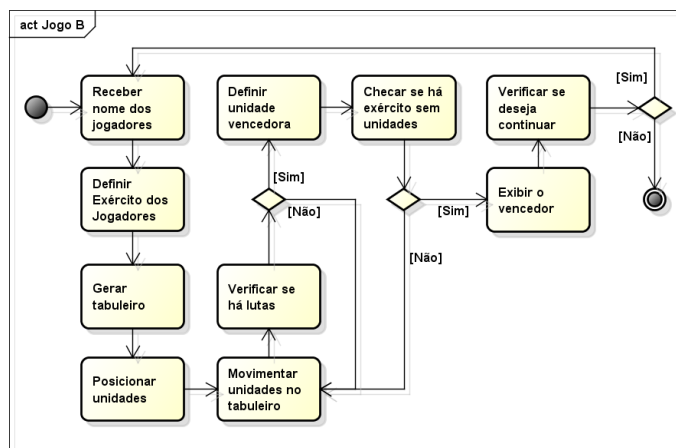 act Jogo B
Receber
nome dos
jogadores
Definir
Exército dos
Jogadores
Gerar
tabuleiro
Posicionar
unidades
Movimentar
unidades no
tabuleiro
Verificar se
há lutas
[Sim]
[Não]
Definir
unidade
vencedora
Checar se há
exército sem
unidades
[Sim]
[Não]
Exibir o
vencedor
Verificar se
deseja
continuar
[Sim]
[Não]